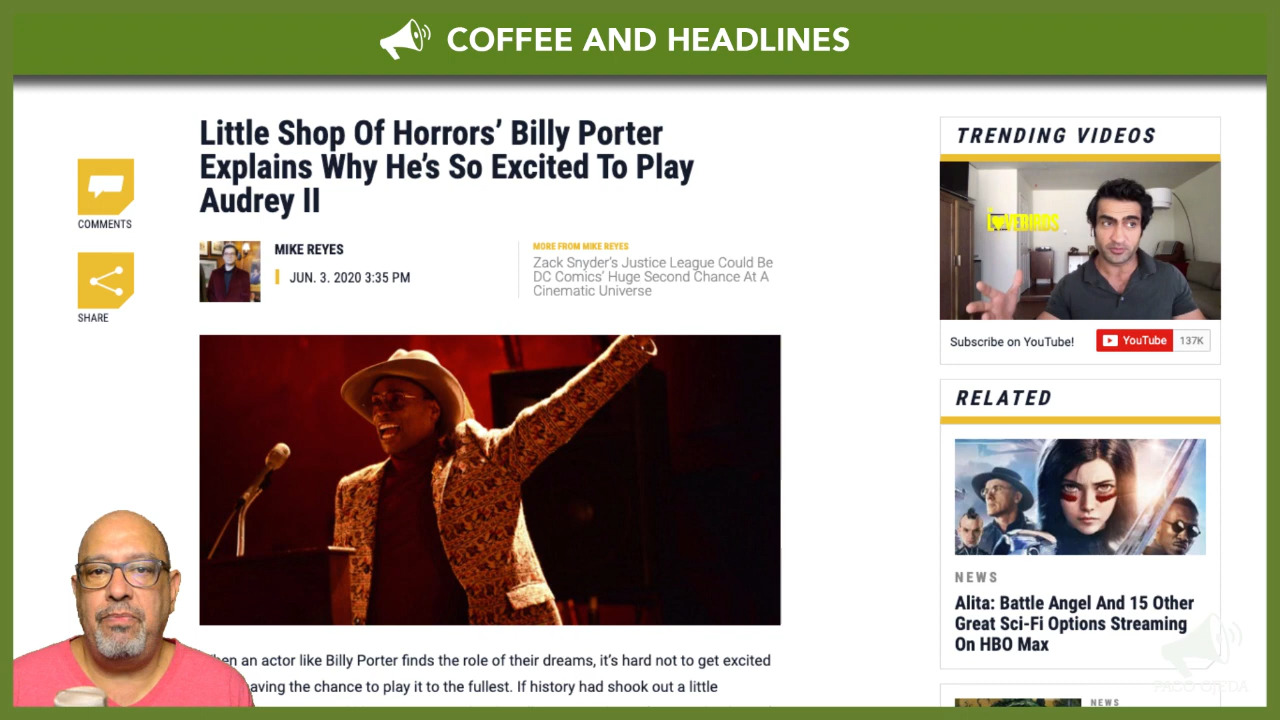 COFFEE AND HEADLINES
Little Shop Of Horrors' Billy Porter
Explains Why He's So Excited To Play
Audrey II
COMMENTS
SHARE
MIKE REYES
JUN. 3. 2020 3:35 PM
MORE FROM MIKE REYES
Zack Snyder's Justice League Could Be
DC Comics' Huge Second Chance At A
Cinematic Universe
an actor like Billy Porter finds the role of their dreams, it's hard not to get excited
the chance to play it to the fullest. If history had shook out a little
TRENDING VIDEOS
LOVEBIRDS
Subscribe on YouTube!
YouTube
137K
RELATED
NEWS
Alita: Battle Angel And 15 Other
Great Sci-Fi Options Streaming
On HBO Max
PACO OJEDA
NEWS